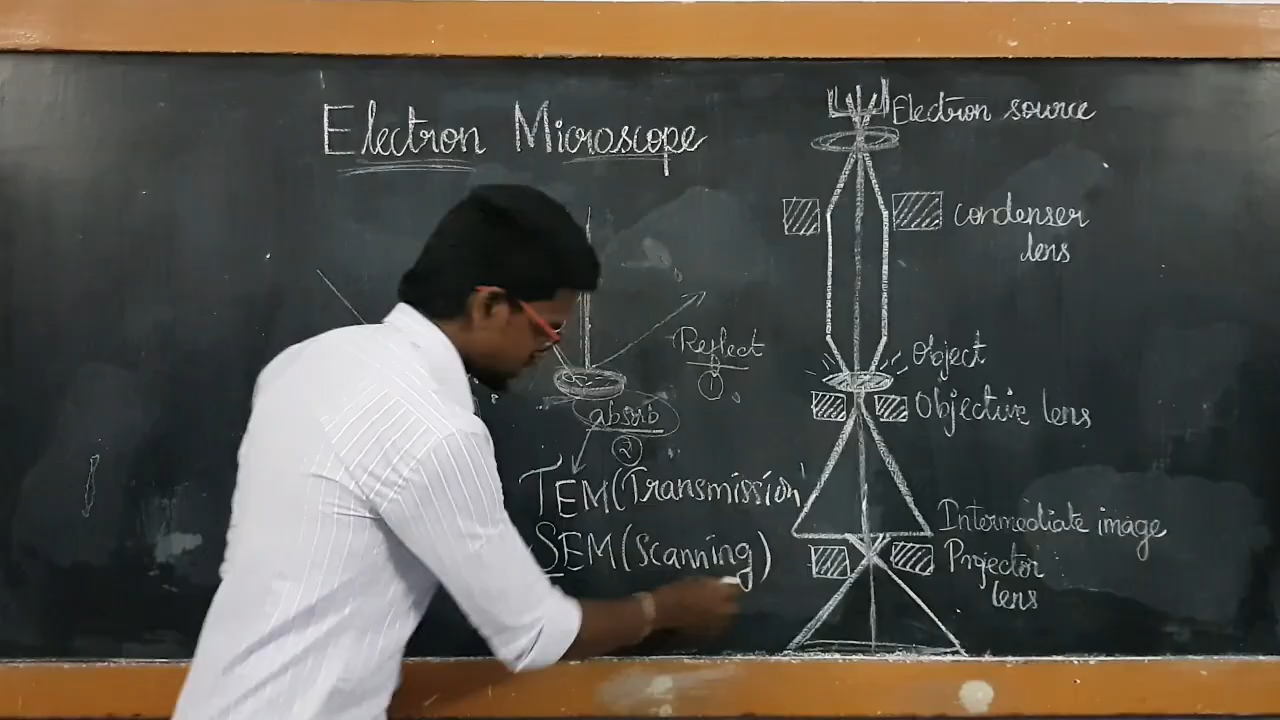 Electron Microscope
Electron source
condenser
lens
Reflect
1
absorb
2
TEM (Transmission)
SEM (Scanning)
Object
Objective lens
Intermediate image
Projector
lens